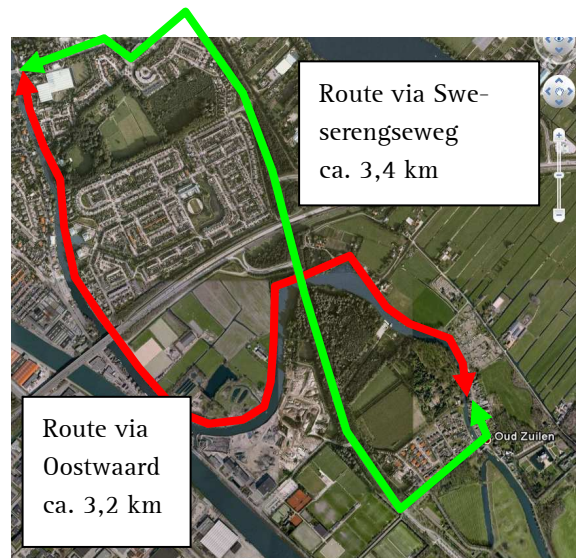 Route via Swe-
serengseweg
ca. 3,4 km
Route via
Oostwaard
ca. 3,2 km
Oud Zuilen